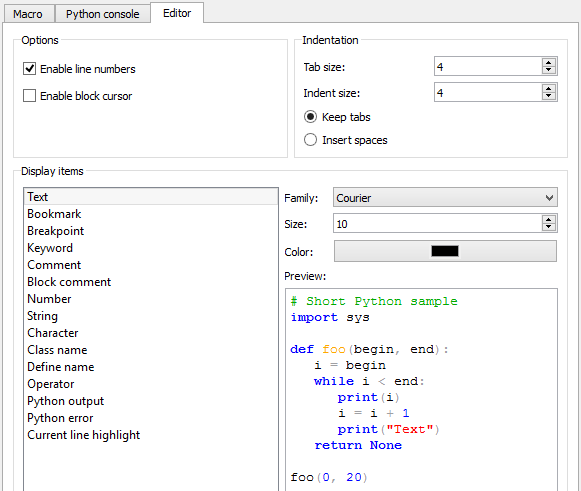 Macro
Python console
Editor
Options
Enable line numbers
Enable block cursor
Indentation
Tab size: 4
Indent size: 4
Keep tabs
Insert spaces
Display items
Text
Bookmark
Breakpoint
Keyword
Comment
Block comment
Number
String
Character
Class name
Define name
Operator
Python output
Python error
Current line highlight
Family: Courier
Size: 10
Color:
Preview:
# Short Python sample
import sys
def foo(begin, end):
i = begin
while i < end:
print(i)
i = i + 1
print("Text")
return None
foo(0, 20)